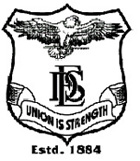 UNION IS STRENGTH
Estd. 1884